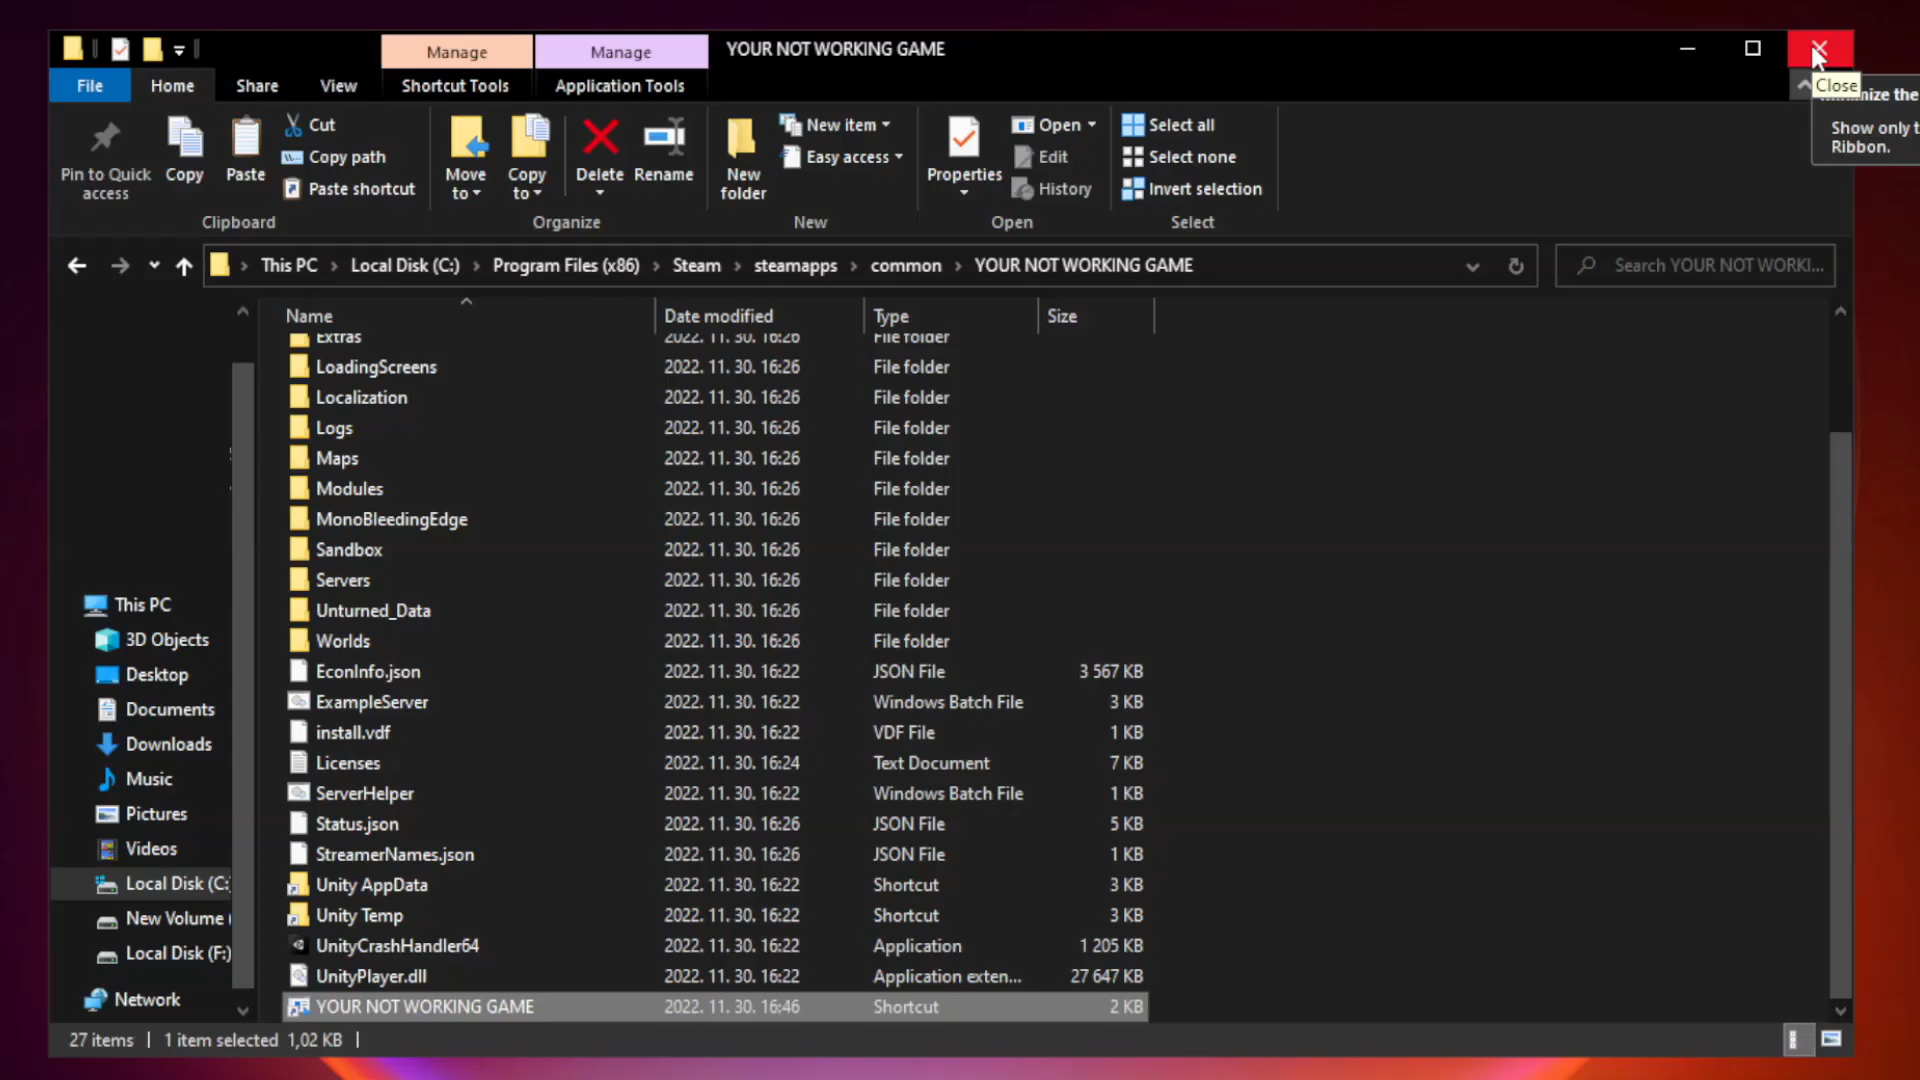 Manage
Manage
YOUR NOT WORKING GAME
File
Home
Share
View
Shortcut Tools
Application Tools
Close
the
Show only t
Ribbon.
Pin to Quick
access
Copy
Paste
Cut
Copy path
Paste shortcut
Clipboard
Move
to
Copy
to
Delete
Rename
Organize
New
folder
New item
Easy access
New
Properties
Open
Edit
History
Open
Select all
Select none
Invert selection
Select
This PC > Local Disk (C:) > Program Files (x86) > Steam > steamapps > common > YOUR NOT WORKING GAME
Search YOUR NOT WORKI...
Name Date modified Type Size
Extras 2022. 11. 30. 16:26 File folder
LoadingScreens 2022. 11. 30. 16:26 File folder
Localization 2022. 11. 30. 16:26 File folder
Logs 2022. 11. 30. 16:26 File folder
Maps 2022. 11. 30. 16:26 File folder
Modules 2022. 11. 30. 16:26 File folder
MonoBleedingEdge 2022. 11. 30. 16:26 File folder
Sandbox 2022. 11. 30. 16:26 File folder
Servers 2022. 11. 30. 16:26 File folder
Unturned_Data 2022. 11. 30. 16:26 File folder
Worlds 2022. 11. 30. 16:26 File folder
EconInfo.json 2022. 11. 30. 16:22 JSON File 3 567 KB
ExampleServer 2022. 11. 30. 16:22 Windows Batch File 3 KB
install.vdf 2022. 11. 30. 16:22 VDF File 1 KB
Licenses 2022. 11. 30. 16:24 Text Document 7 KB
ServerHelper 2022. 11. 30. 16:22 Windows Batch File 1 KB
Status.json 2022. 11. 30. 16:26 JSON File 5 KB
StreamerNames.json 2022. 11. 30. 16:26 JSON File 1 KB
Unity AppData 2022. 11. 30. 16:22 Shortcut 3 KB
Unity Temp 2022. 11. 30. 16:22 Shortcut 3 KB
UnityCrashHandler64 2022. 11. 30. 16:22 Application 1 205 KB
UnityPlayer.dll 2022. 11. 30. 16:22 Application exten... 27 647 KB
YOUR NOT WORKING GAME 2022. 11. 30. 16:46 Shortcut 2 KB
This PC
3D Objects
Desktop
Documents
Downloads
Music
Pictures
Videos
Local Disk (C:
New Volume (
Local Disk (F:)
Network
27 items
1 item selected 1,02 KB